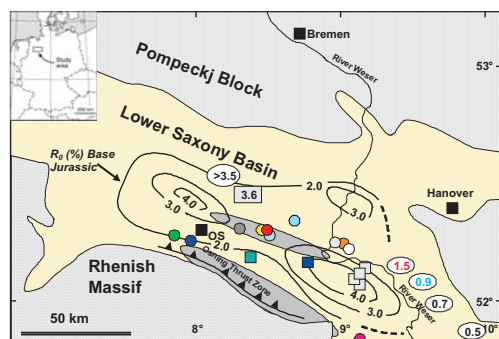 Bremen
Study
area
River Weser
53°
Pompeckj Block
Lower Saxony Basin
R₀ (%) Base
Jurassic
>3.5
3.6
2.0
4.0
3.0
3.0
Hanover
OS
2.0
1.5
0.9
Rhenish
Massif
Osning Thrust Zone
4.0
3.0
2.0
River Weser
0.7
52°
0.5
50 km
8°
9°
10°